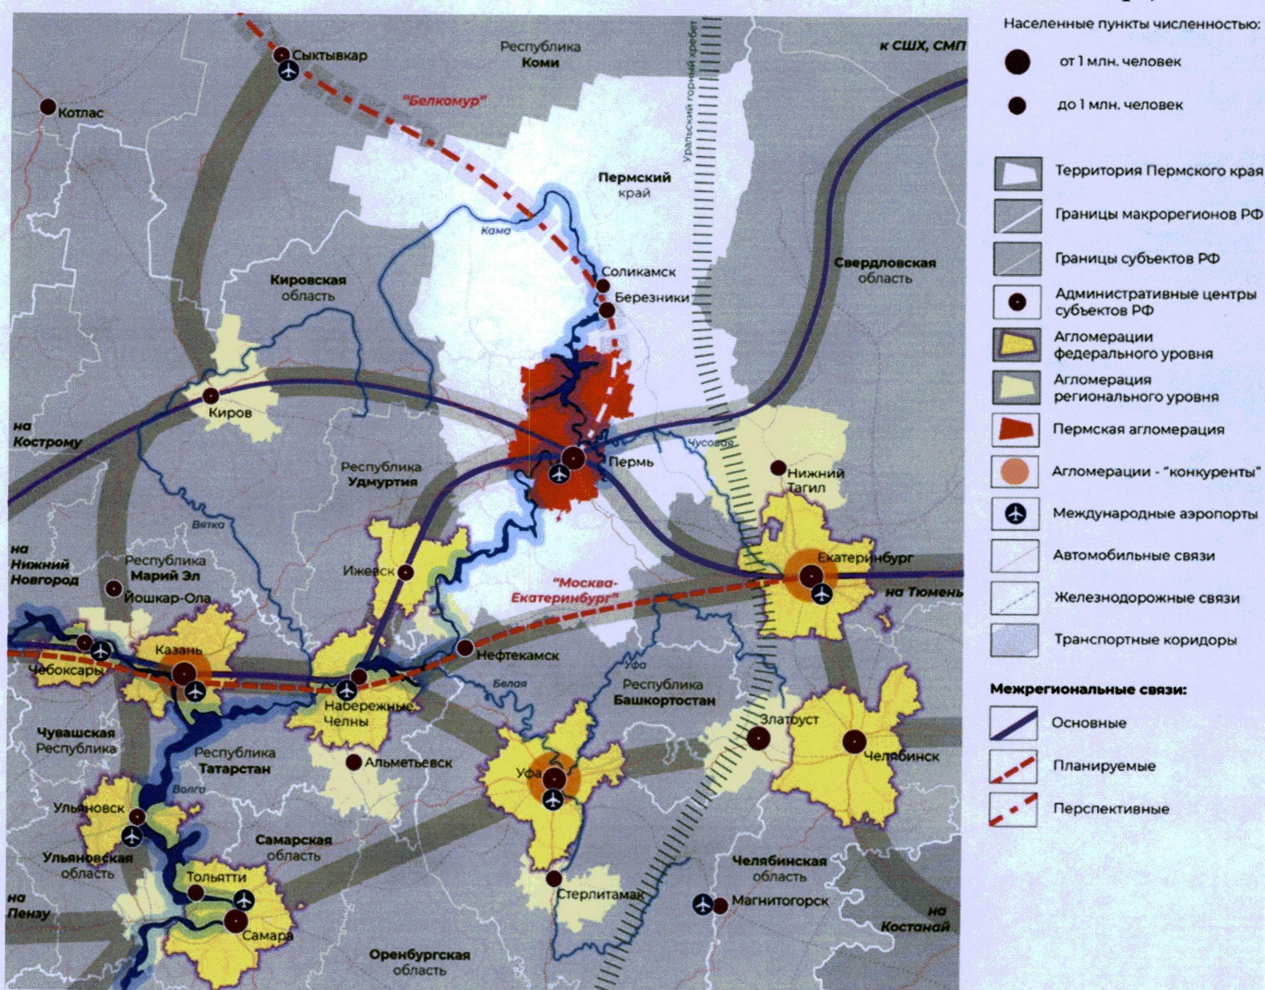 Сыктывкар
Республика
Коми
к СШХ, СМП
Котлас
"Белкомур"
Уральский горный хребет
Пермский
край
Кама
Соликамск
Березники
Кировская
область
Свердловская
область
Киров
на
Кострому
Пермь
Чусовая
Республика
Удмуртия
Нижний
Тагил
Вятка
на
Нижний
Новгород
Республика
Марий Эл
Йошкар-Ола
Ижевск
Екатеринбург
"Москва-
Екатеринбург"
на Тюмень
Чебоксары
Казань
Нефтекамск
Набережные
Челны
Белая
Уфа
Республика
Башкортостан
Чувашская
Республика
Республика
Татарстан
Альметьевск
Златоуст
Челябинск
Волга
Ульяновск
Уфа
Ульяновская
область
Самарская
область
Тольятти
Челябинская
область
на
Пензу
Стерлитамак
Магнитогорск
Самара
на
Костанай
Оренбургская
область
Населенные пункты численностью:
от 1 млн. человек
до 1 млн. человек
Территория Пермского края
Границы макрорегионов РФ
Границы субъектов РФ
Административные центры
субъектов РФ
Агломерации
федерального уровня
Агломерация
регионального уровня
Пермская агломерация
Агломерации - "конкуренты"
Международные аэропорты
Автомобильные связи
Железнодорожные связи
Транспортные коридоры
Межрегиональные связи:
Основные
Планируемые
Перспективные